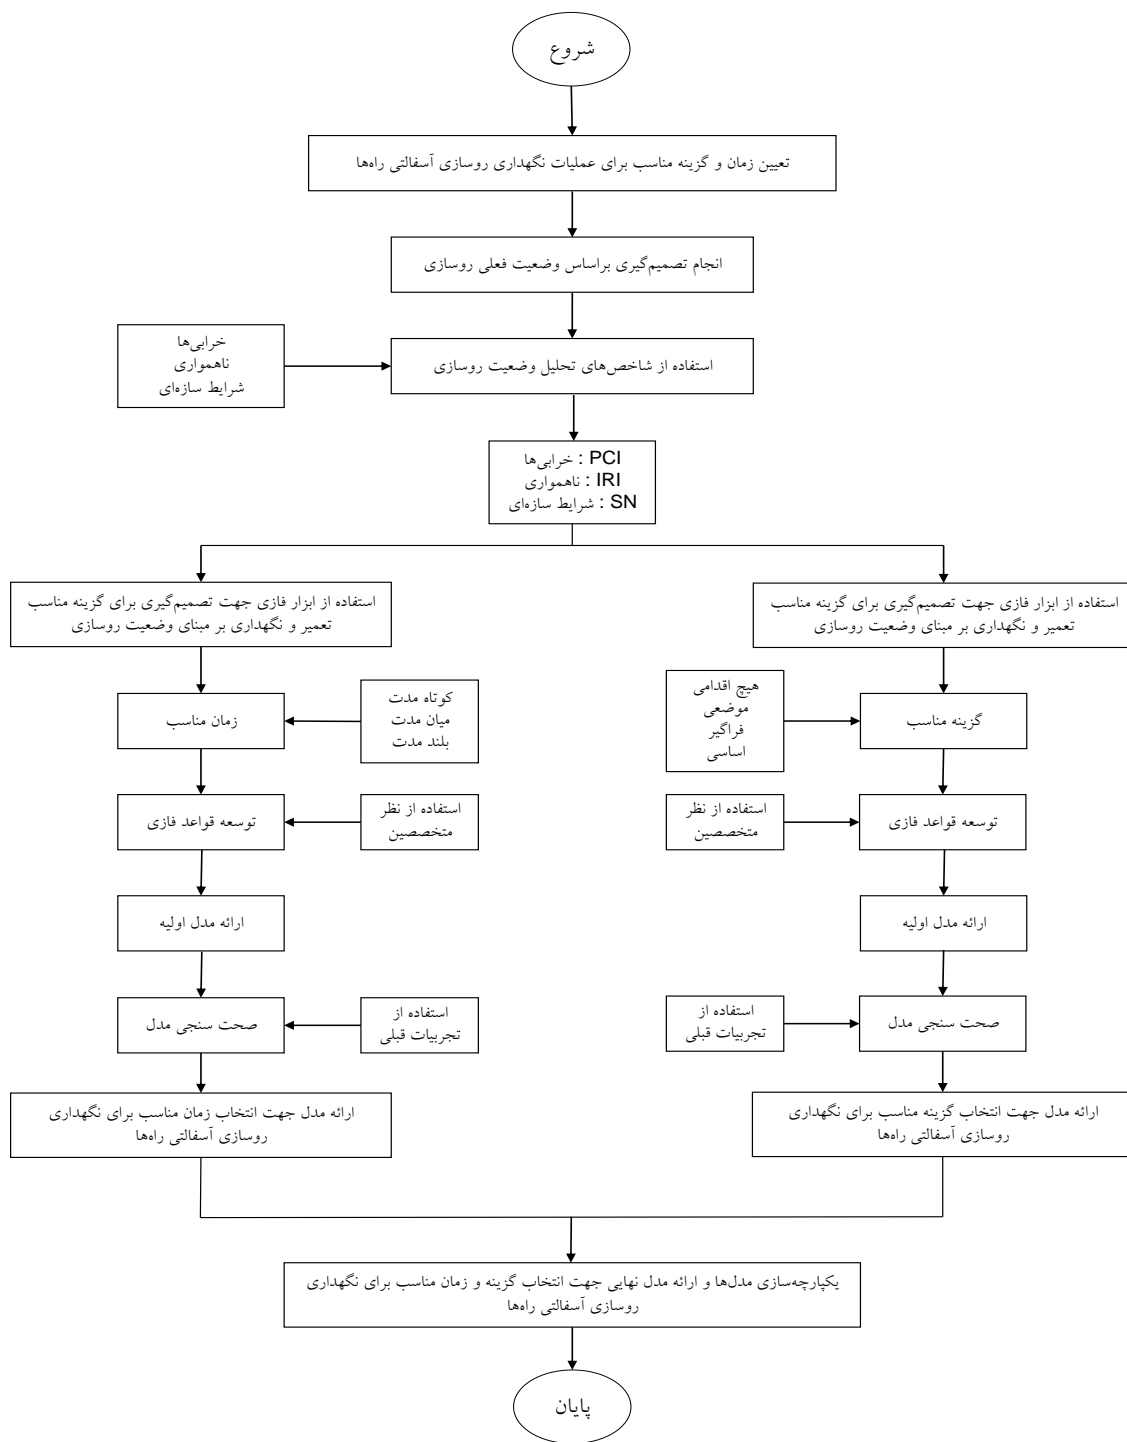 شروع
تعیین زمان و گزینه مناسب برای عملیات نگهداری روسازی آسفالتی راه‌ها
انجام تصمیم‌گیری براساس وضعیت فعلی روسازی
خرابی‌ها
ناهمواری
شرایط سازه‌ای
استفاده از شاخص‌های تحلیل وضعیت روسازی
PCI : خرابی‌ها
IRI : ناهمواری
SN : شرایط سازه‌ای
استفاده از ابزار فازی جهت تصمیم‌گیری برای گزینه مناسب
تعمیر و نگهداری بر مبنای وضعیت روسازی
گزینه مناسب
هیچ اقدامی
موضعی
فراگیر
اساسی
توسعه قواعد فازی
استفاده از نظر
متخصصین
ارائه مدل اولیه
صحت سنجی مدل
استفاده از
تجربیات قبلی
ارائه مدل جهت انتخاب گزینه مناسب برای نگهداری
روسازی آسفالتی راه‌ها
استفاده از ابزار فازی جهت تصمیم‌گیری برای گزینه مناسب
تعمیر و نگهداری بر مبنای وضعیت روسازی
کوتاه مدت
میان مدت
بلند مدت
زمان مناسب
استفاده از نظر
متخصصین
توسعه قواعد فازی
ارائه مدل اولیه
استفاده از
تجربیات قبلی
صحت سنجی مدل
ارائه مدل جهت انتخاب زمان مناسب برای نگهداری
روسازی آسفالتی راه‌ها
یکپارچه‌سازی مدل‌ها و ارائه مدل نهایی جهت انتخاب گزینه و زمان مناسب برای نگهداری
روسازی آسفالتی راه‌ها
پایان